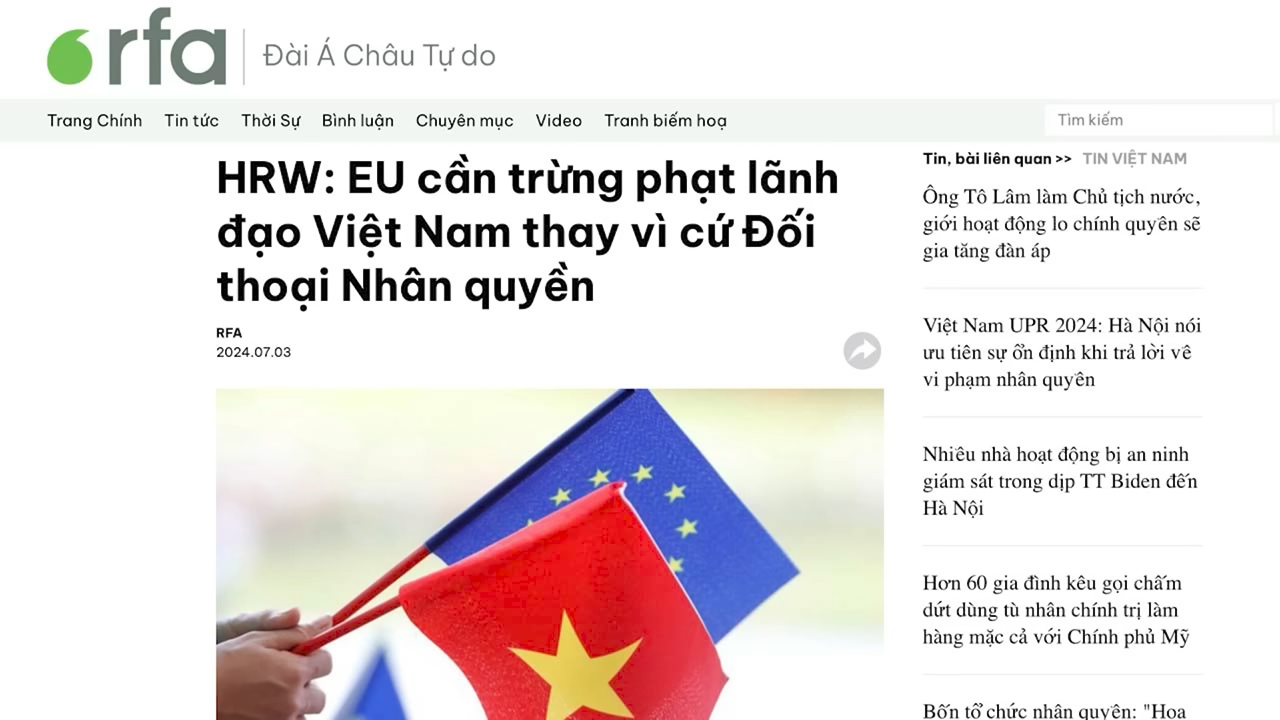 rfa
Đài Á Châu Tự do
Trang Chính
Tin tức
Thời Sự
Bình luận
Chuyên mục
Video
Tranh biếm hoạ
Tìm kiếm
HRW: EU cần trừng phạt lãnh
đạo Việt Nam thay vì cứ Đối
thoại Nhân quyền
RFA
2024.07.03
Tin, bài liên quan >> TIN VIỆT NAM
Ông Tô Lâm làm Chủ tịch nước,
giới hoạt động lo chính quyền sẽ
gia tăng đàn áp
Việt Nam UPR 2024: Hà Nội nói
ưu tiên sự ổn định khi trả lời về
vi phạm nhân quyền
Nhiều nhà hoạt động bị an ninh
giám sát trong dịp TT Biden đến
Hà Nội
Hơn 60 gia đình kêu gọi chấm
dứt dùng tù nhân chính trị làm
hàng mặc cả với Chính phủ Mỹ
Bốn tổ chức nhân quyền: "Hoa